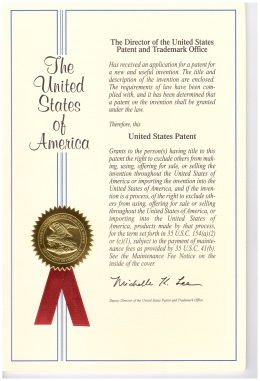 The
United
States
of
America
The Director of the United States
Patent and Trademark Office
Has received an application for a patent for
a new and useful invention. The title and
description of the invention are enclosed.
The requirements of law have been com-
plied with, and it has been determined that
a patent on the invention shall be granted
under the law.
Therefore, this
United States Patent
Grants to the person(s) having title to this
patent the right to exclude others from mak-
ing, using, offering for sale, or selling the
invention throughout the United States of
America or importing the invention into the
United States of America, and if the inven-
tion is a process, of the right to exclude oth-
ers from using, offering for sale or selling
throughout the United States of America, or
importing into the United States of
America, products made by that process,
for the term set forth in 35 U.S.C. 154(a)(2)
or (c)(1), subject to the payment of mainte-
nance fees as provided by 35 U.S.C. 41(b).
See the Maintenance Fee Notice on the
inside of the cover.
Michelle K. Lee
Deputy Director of the United States Patent and Trademark Office